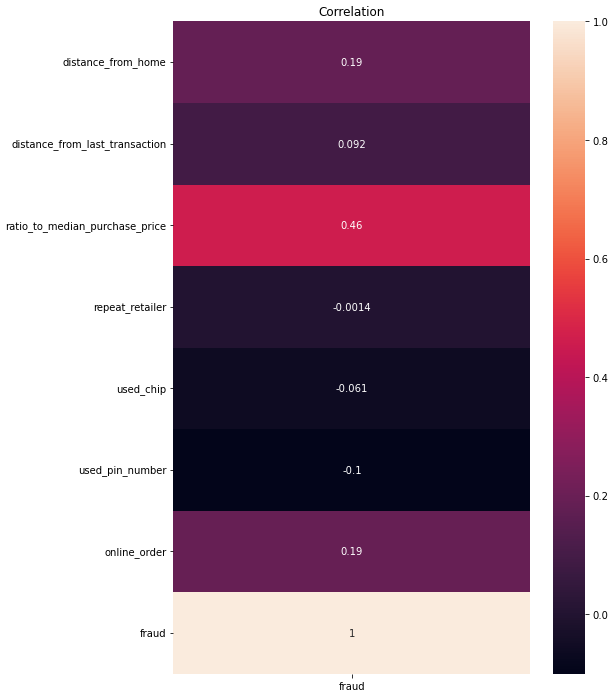 Correlation
distance_from_home
0.19
distance_from_last_transaction
0.092
ratio_to_median_purchase_price
0.46
repeat_retailer
-0.0014
used_chip
-0.061
used_pin_number
-0.1
online_order
0.19
fraud
1
fraud
1.0
0.8
0.6
0.4
0.2
0.0